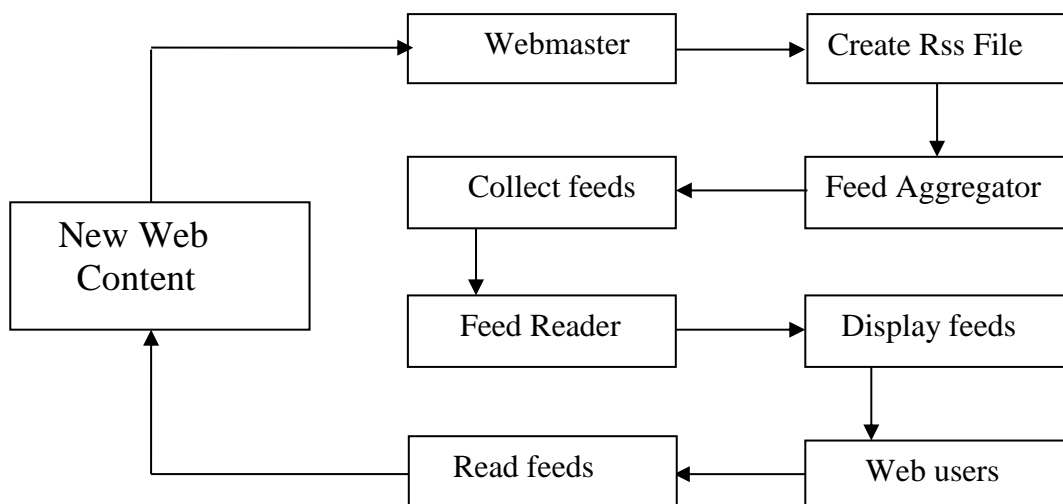 Webmaster
Create Rss File
Collect feeds
Feed Aggregator
New Web
Content
Feed Reader
Display feeds
Read feeds
Web users